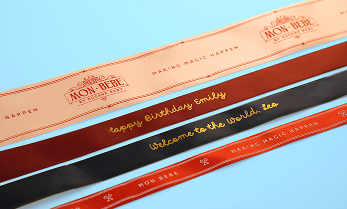 MON·BEBE
MON·BEBE
HAPPEN
MAKING MAGIC HAPPEN
Happy Birthday Emily
Welcome to the World, Leo
MON BEBE
MAKING MAGIC HAPPEN